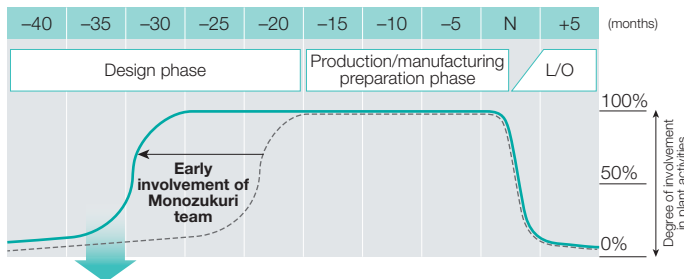 –40 –35 –30 –25 –20 –15 –10 –5 N +5 (months)
Design phase
Production/manufacturing
preparation phase
L/O
100%
50%
0%
Early
involvement of
Monozukuri
team
Degree of involvement
in plant activities